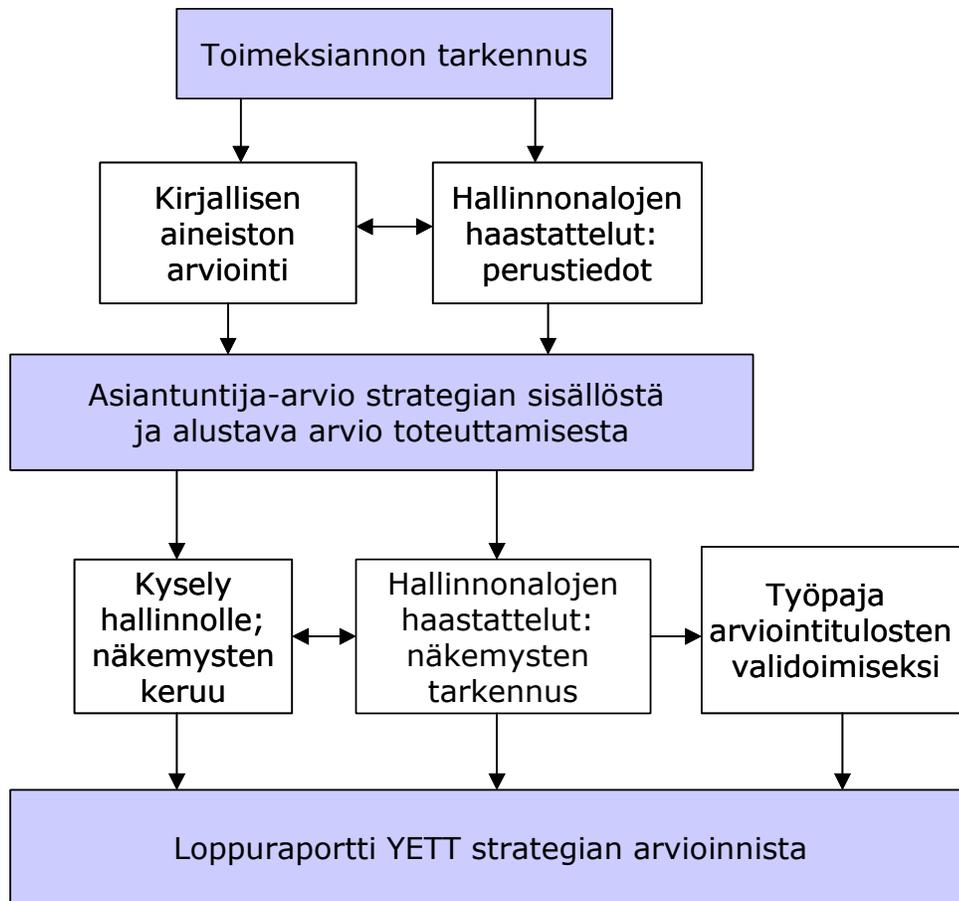 Toimeksiannon tarkennus
Kirjallisen
aineiston
arviointi
Hallinnonalojen
haastattelut:
perustiedot
Asiantuntija-arvio strategian sisällöstä
ja alustava arvio toteuttamisesta
Kysely
hallinnolle;
näkemysten
keruu
Hallinnonalojen
haastattelut:
näkemysten
tarkennus
Työpaja
arviointitulosten
validoimiseksi
Loppuraportti YETT strategian arvioinnista